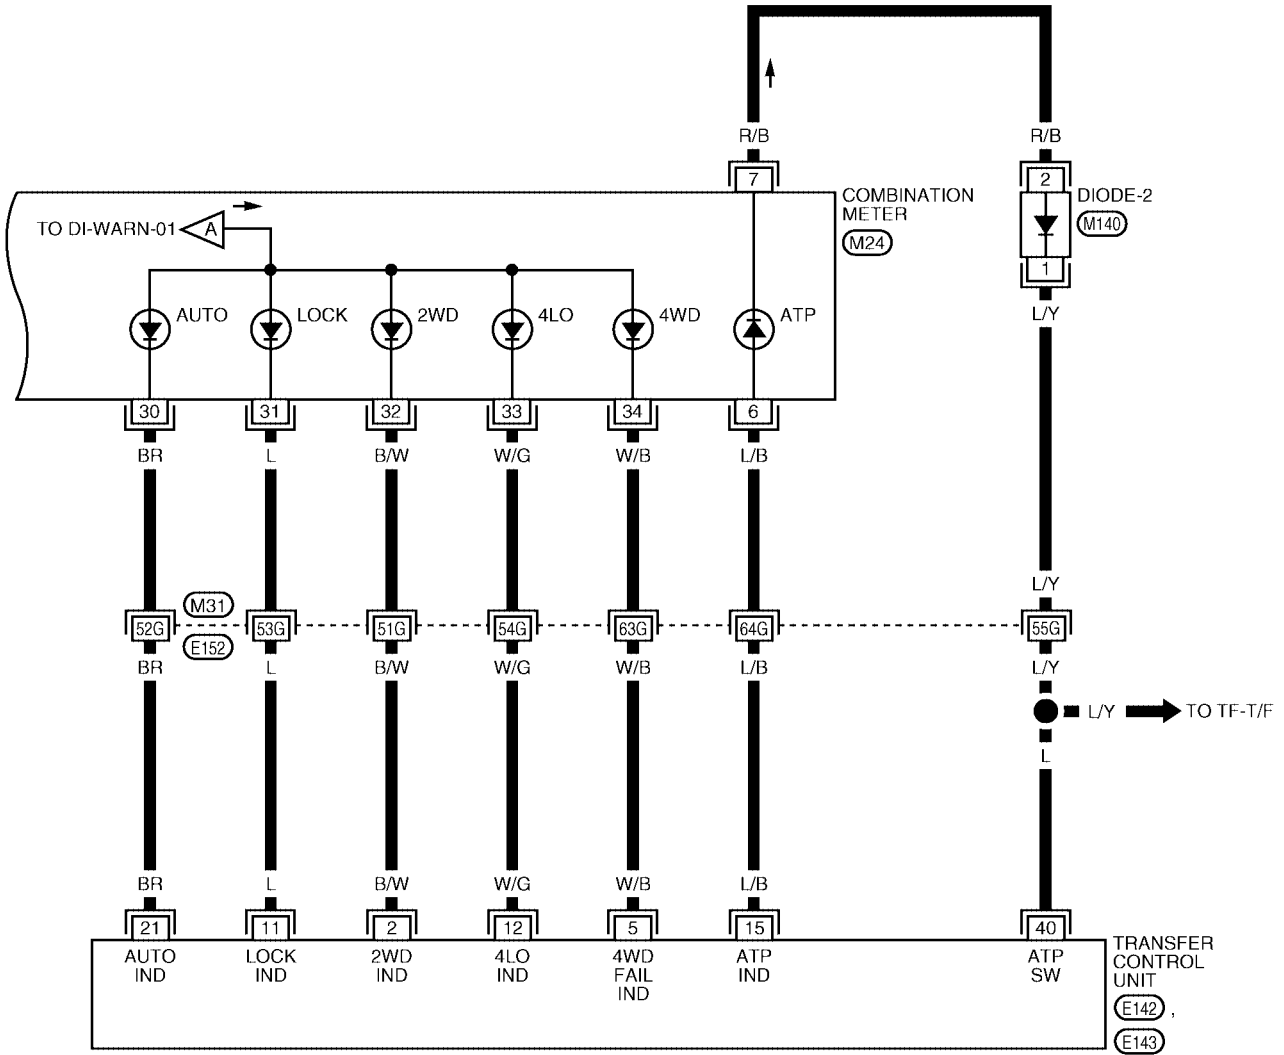 R/B R/B
7 2
COMBINATION
METER
M24
DIODE-2
M140
TO DI-WARN-01 A
1
AUTO LOCK 2WD 4LO 4WD ATP
L/Y
30 31 32 33 34 6
BR L B/W W/G W/B L/B
L/Y
M31
52G 53G 51G 54G 63G 64G 55G
E152
BR L B/W W/G W/B L/B L/Y
L/Y TO TF-T/F
L
BR L B/W W/G W/B L/B
21 11 2 12 5 15 40
AUTO
IND
LOCK
IND
2WD
IND
4LO
IND
4WD
FAIL
IND
ATP
IND
ATP
SW
TRANSFER
CONTROL
UNIT
E142 ,
E143